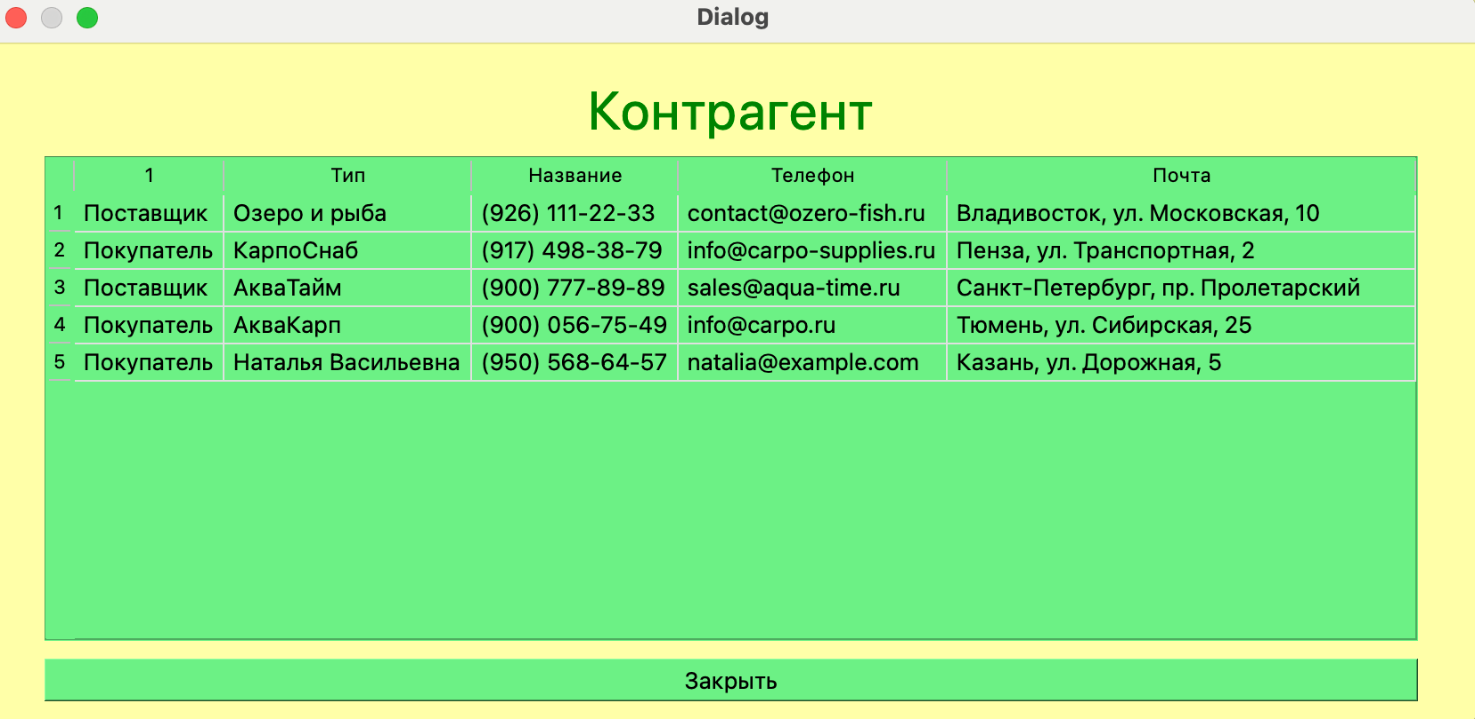 Dialog
Контрагент
1 Тип Название Телефон Почта
1 Поставщик Озеро и рыба (926) 111-22-33 contact@ozero-fish.ru Владивосток, ул. Московская, 10
2 Покупатель КарпоСнаб (917) 498-38-79 info@carpo-supplies.ru Пенза, ул. Транспортная, 2
3 Поставщик АкваТайм (900) 777-89-89 sales@aqua-time.ru Санкт-Петербург, пр. Пролетарский
4 Покупатель АкваКарп (900) 056-75-49 info@carpo.ru Тюмень, ул. Сибирская, 25
5 Покупатель Наталья Васильевна (950) 568-64-57 natalia@example.com Казань, ул. Дорожная, 5
Закрыть